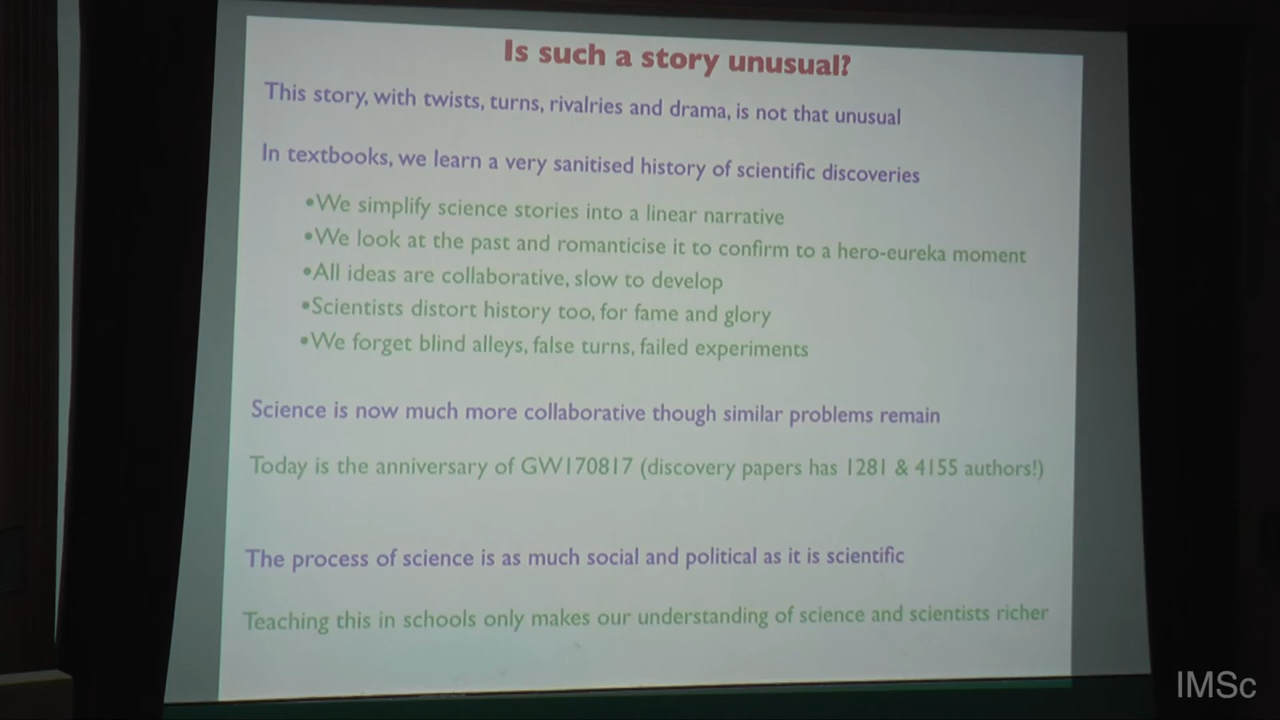 Is such a story unusual?
This story, with twists, turns, rivalries and drama, is not that unusual
In textbooks, we learn a very sanitised history of scientific discoveries
•We simplify science stories into a linear narrative
•We look at the past and romanticise it to confirm to a hero-eureka moment
•All ideas are collaborative, slow to develop
•Scientists distort history too, for fame and glory
•We forget blind alleys, false turns, failed experiments
Science is now much more collaborative though similar problems remain
Today is the anniversary of GW170817 (discovery papers has 1281 & 4155 authors!)
The process of science is as much social and political as it is scientific
Teaching this in schools only makes our understanding of science and scientists richer
IMSc